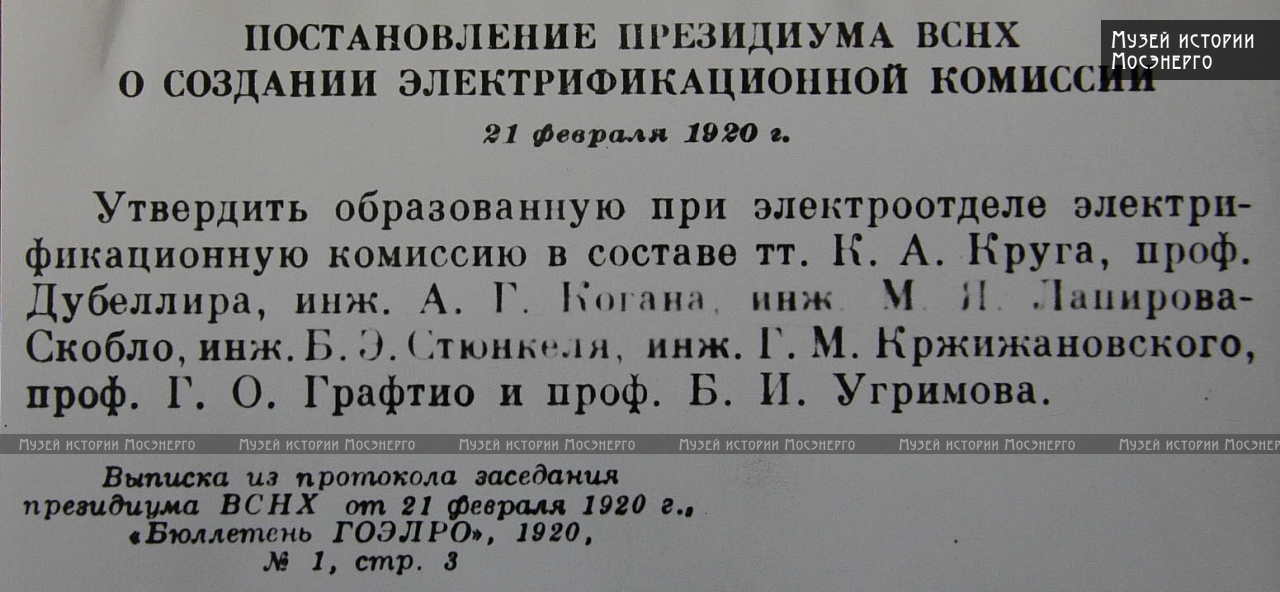 ПОСТАНОВЛЕНИЕ ПРЕЗИДИУМА ВСНХ
О СОЗДАНИИ ЭЛЕКТРИФИКАЦИОННОЙ КОМИССИИ
Музей истории
Мосэнерго
21 февраля 1920 г.
Утвердить образованную при электроотделе электри-
фикационную комиссию в составе тт. К. А. Круга, проф.
Дубеллира, инж. А. Г. Когана, инж. М. Я. Лапирова-
Скобло, инж. Б. Э. Стюнкеля, инж. Г. М. Кржижановского,
проф. Г. О. Графтио и проф. Б. И. Угримова.
Музей истории Мосэнерго Музей истории Мосэнерго Музей истории Мосэнерго Музей истории Мосэнерго Музей истории Мосэнерго Музей истории Мосэнерго
Выписка из протокола заседания
президиума ВСНХ от 21 февраля 1920 г.,
«Бюллетень ГОЭЛРО», 1920,
№ 1, стр. 3